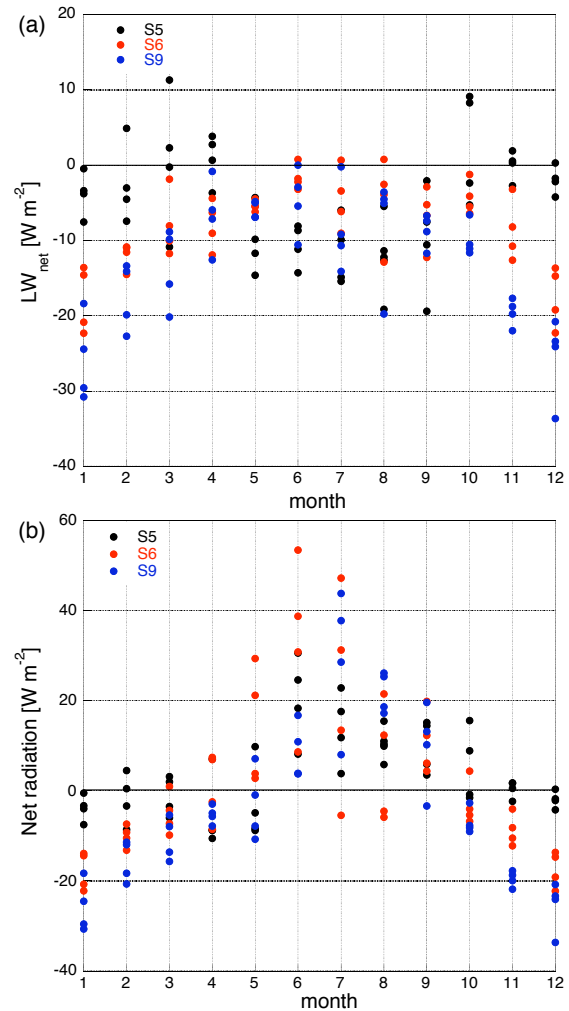 (a)
S5
S6
S9
20
10
0
-10
-20
-30
-40
LW_net [W m^-2]
1 2 3 4 5 6 7 8 9 10 11 12
month
(b)
S5
S6
S9
60
40
20
0
-20
-40
Net radiation [W m^-2]
1 2 3 4 5 6 7 8 9 10 11 12
month